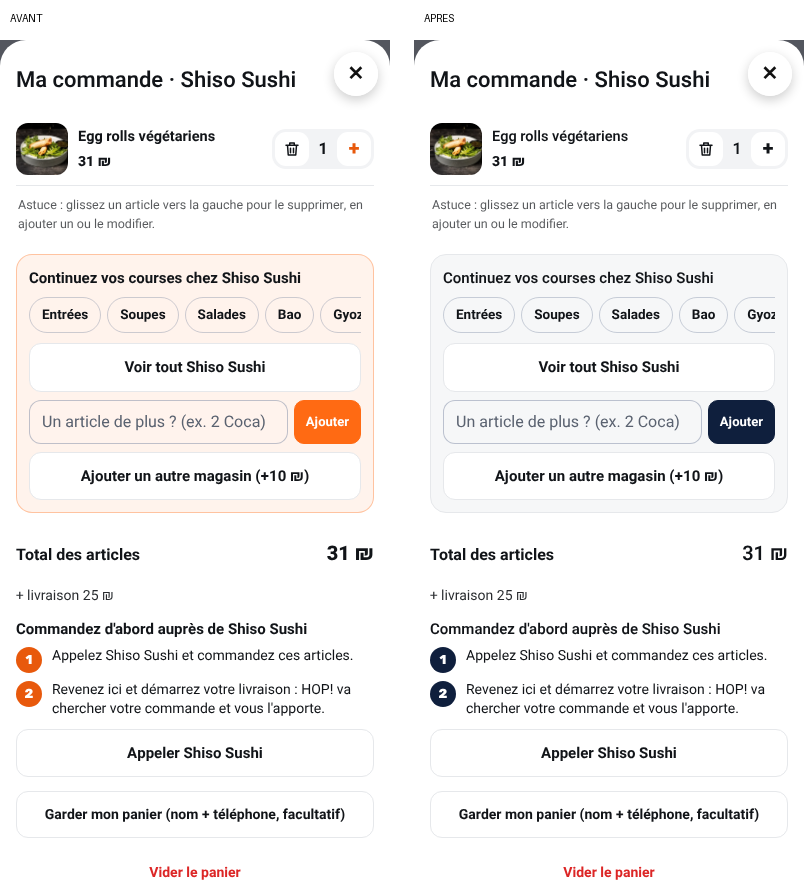 AVANT
Ma commande · Shiso Sushi
Egg rolls végétariens
31 ₪
1
Astuce : glissez un article vers la gauche pour le supprimer, en
ajouter un ou le modifier.
Continuez vos courses chez Shiso Sushi
Entrées
Soupes
Salades
Bao
Gyoz
Voir tout Shiso Sushi
Un article de plus ? (ex. 2 Coca)
Ajouter
Ajouter un autre magasin (+10 ₪)
Total des articles
31 ₪
+ livraison 25 ₪
Commandez d'abord auprès de Shiso Sushi
1 Appelez Shiso Sushi et commandez ces articles.
2 Revenez ici et démarrez votre livraison : HOP! va
chercher votre commande et vous l'apporte.
Appeler Shiso Sushi
Garder mon panier (nom + téléphone, facultatif)
Vider le panier
APRES
Ma commande · Shiso Sushi
Egg rolls végétariens
31 ₪
1
Astuce : glissez un article vers la gauche pour le supprimer, en
ajouter un ou le modifier.
Continuez vos courses chez Shiso Sushi
Entrées
Soupes
Salades
Bao
Gyoz
Voir tout Shiso Sushi
Un article de plus ? (ex. 2 Coca)
Ajouter
Ajouter un autre magasin (+10 ₪)
Total des articles
31 ₪
+ livraison 25 ₪
Commandez d'abord auprès de Shiso Sushi
1 Appelez Shiso Sushi et commandez ces articles.
2 Revenez ici et démarrez votre livraison : HOP! va
chercher votre commande et vous l'apporte.
Appeler Shiso Sushi
Garder mon panier (nom + téléphone, facultatif)
Vider le panier